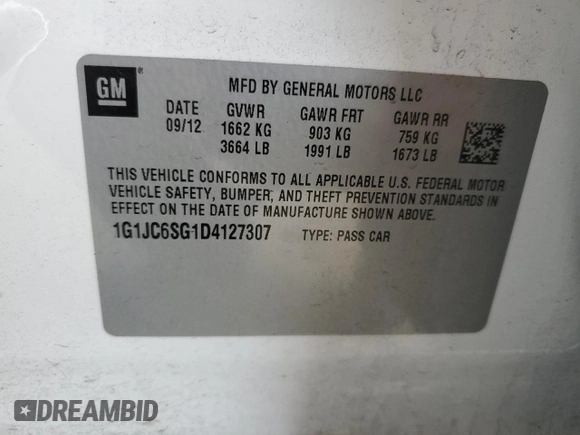 GM
MFD BY GENERAL MOTORS LLC
DATE GVWR GAWR FRT GAWR RR
09/12 1662 KG 903 KG 759 KG
3664 LB 1991 LB 1673 LB
THIS VEHICLE CONFORMS TO ALL APPLICABLE U.S. FEDERAL MOTOR
VEHICLE SAFETY, BUMPER, AND THEFT PREVENTION STANDARDS IN
EFFECT ON THE DATE OF MANUFACTURE SHOWN ABOVE.
1G1JC6SG1D4127307 TYPE: PASS CAR
DREAMBID